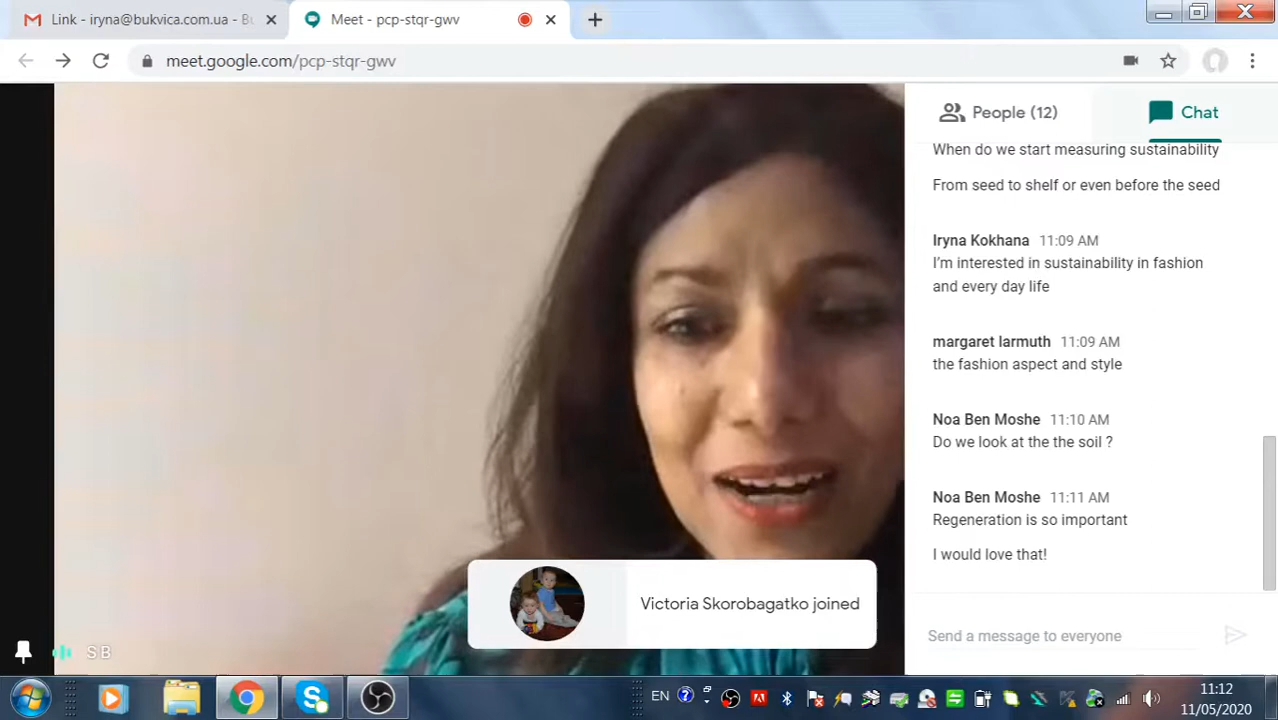 Link - iryna@bukvica.com.ua - Bu
Meet - pcp-stqr-gwv
meet.google.com/pcp-stqr-gwv
People (12)
Chat
When do we start measuring sustainability
From seed to shelf or even before the seed
Iryna Kokhana 11:09 AM
I'm interested in sustainability in fashion
and every day life
margaret larmuth 11:09 AM
the fashion aspect and style
Noa Ben Moshe 11:10 AM
Do we look at the the soil ?
Noa Ben Moshe 11:11 AM
Regeneration is so important
I would love that!
Victoria Skorobagatko joined
Send a message to everyone
S B
EN
11:12
11/05/2020